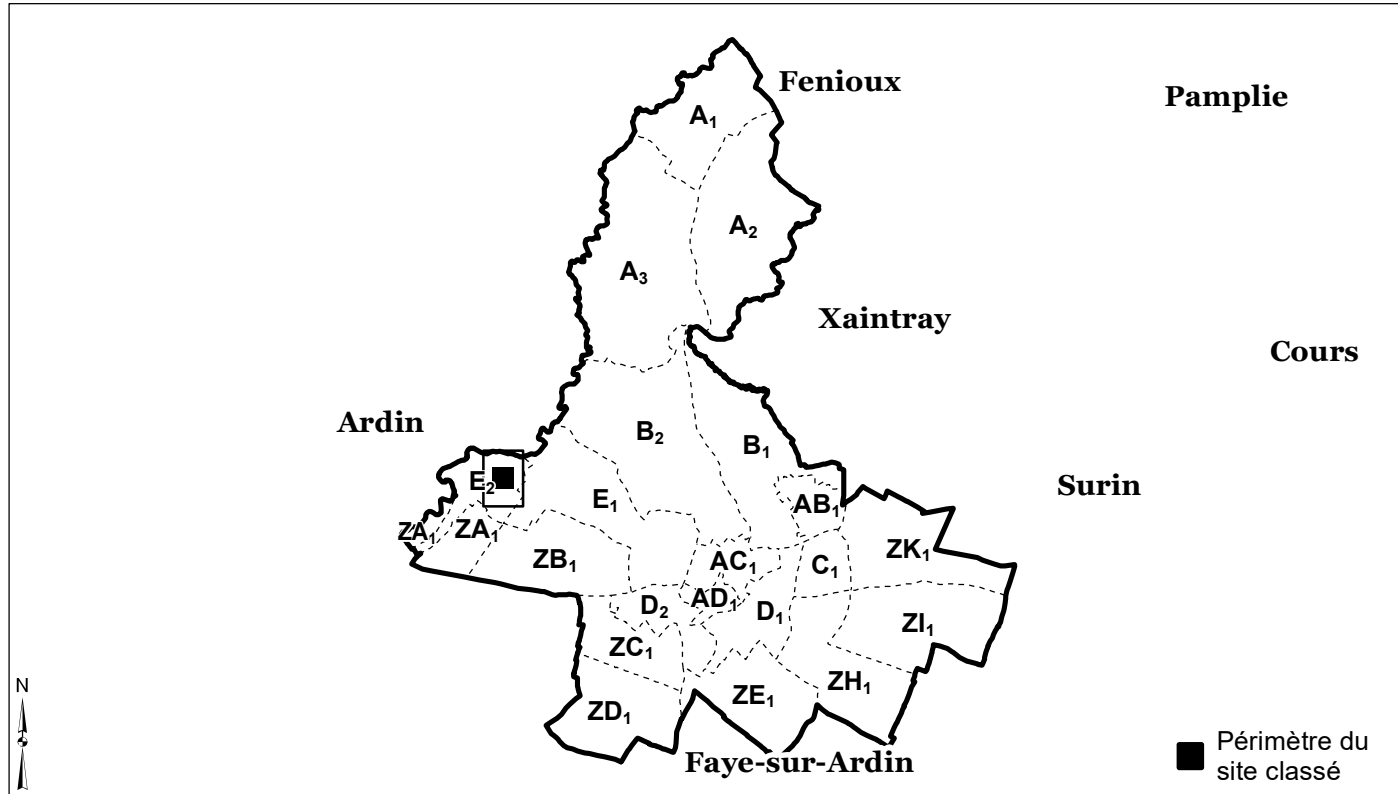 Fenioux
Pamplie
A1
A2
A3
Xaintray
Cours
Ardin
B2
B1
E2
Surin
E1
AB1
ZA1
ZA1
ZK1
ZB1
AC1
C1
AD1
D2
D1
ZI1
ZC1
ZH1
ZE1
N
ZD1
Faye-sur-Ardin
Périmètre du
site classé